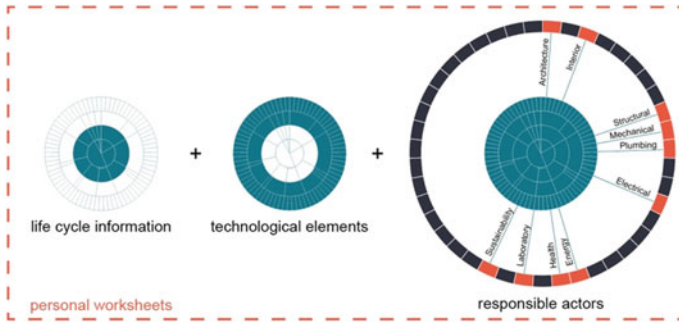 Architecture
Interior
Structural
Mechanical
Plumbing
Electrical
Sustainability
Laboratory
Health
Energy
+
+
life cycle information
technological elements
responsible actors
personal worksheets